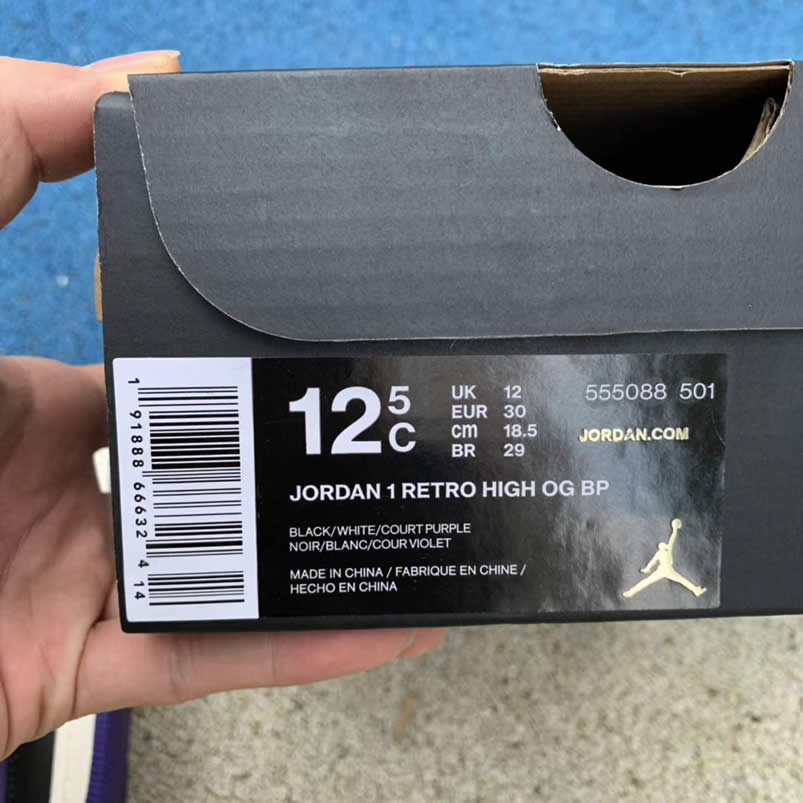 1 91888 66632 4 14
12 5 C
UK 12
EUR 30
cm 18.5
BR 29
555088 501
JORDAN.COM
JORDAN 1 RETRO HIGH OG BP
BLACK/WHITE/COURT PURPLE
NOIR/BLANC/COUR VIOLET
MADE IN CHINA / FABRIQUE EN CHINE /
HECHO EN CHINA